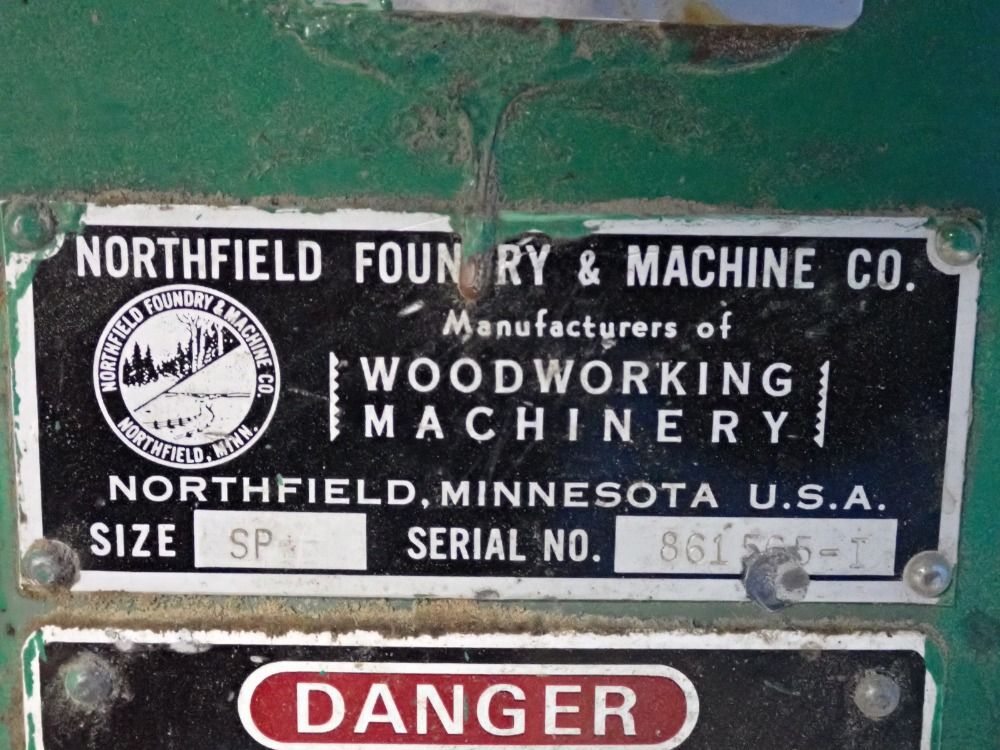 NORTHFIELD FOUNDRY & MACHINE CO.
NORTHFIELD FOUNDRY & MACHINE CO.
NORTHFIELD, MINN.
Manufacturers of
WOODWORKING
MACHINERY
NORTHFIELD, MINNESOTA U.S.A.
SIZE SP SERIAL NO.
DANGER